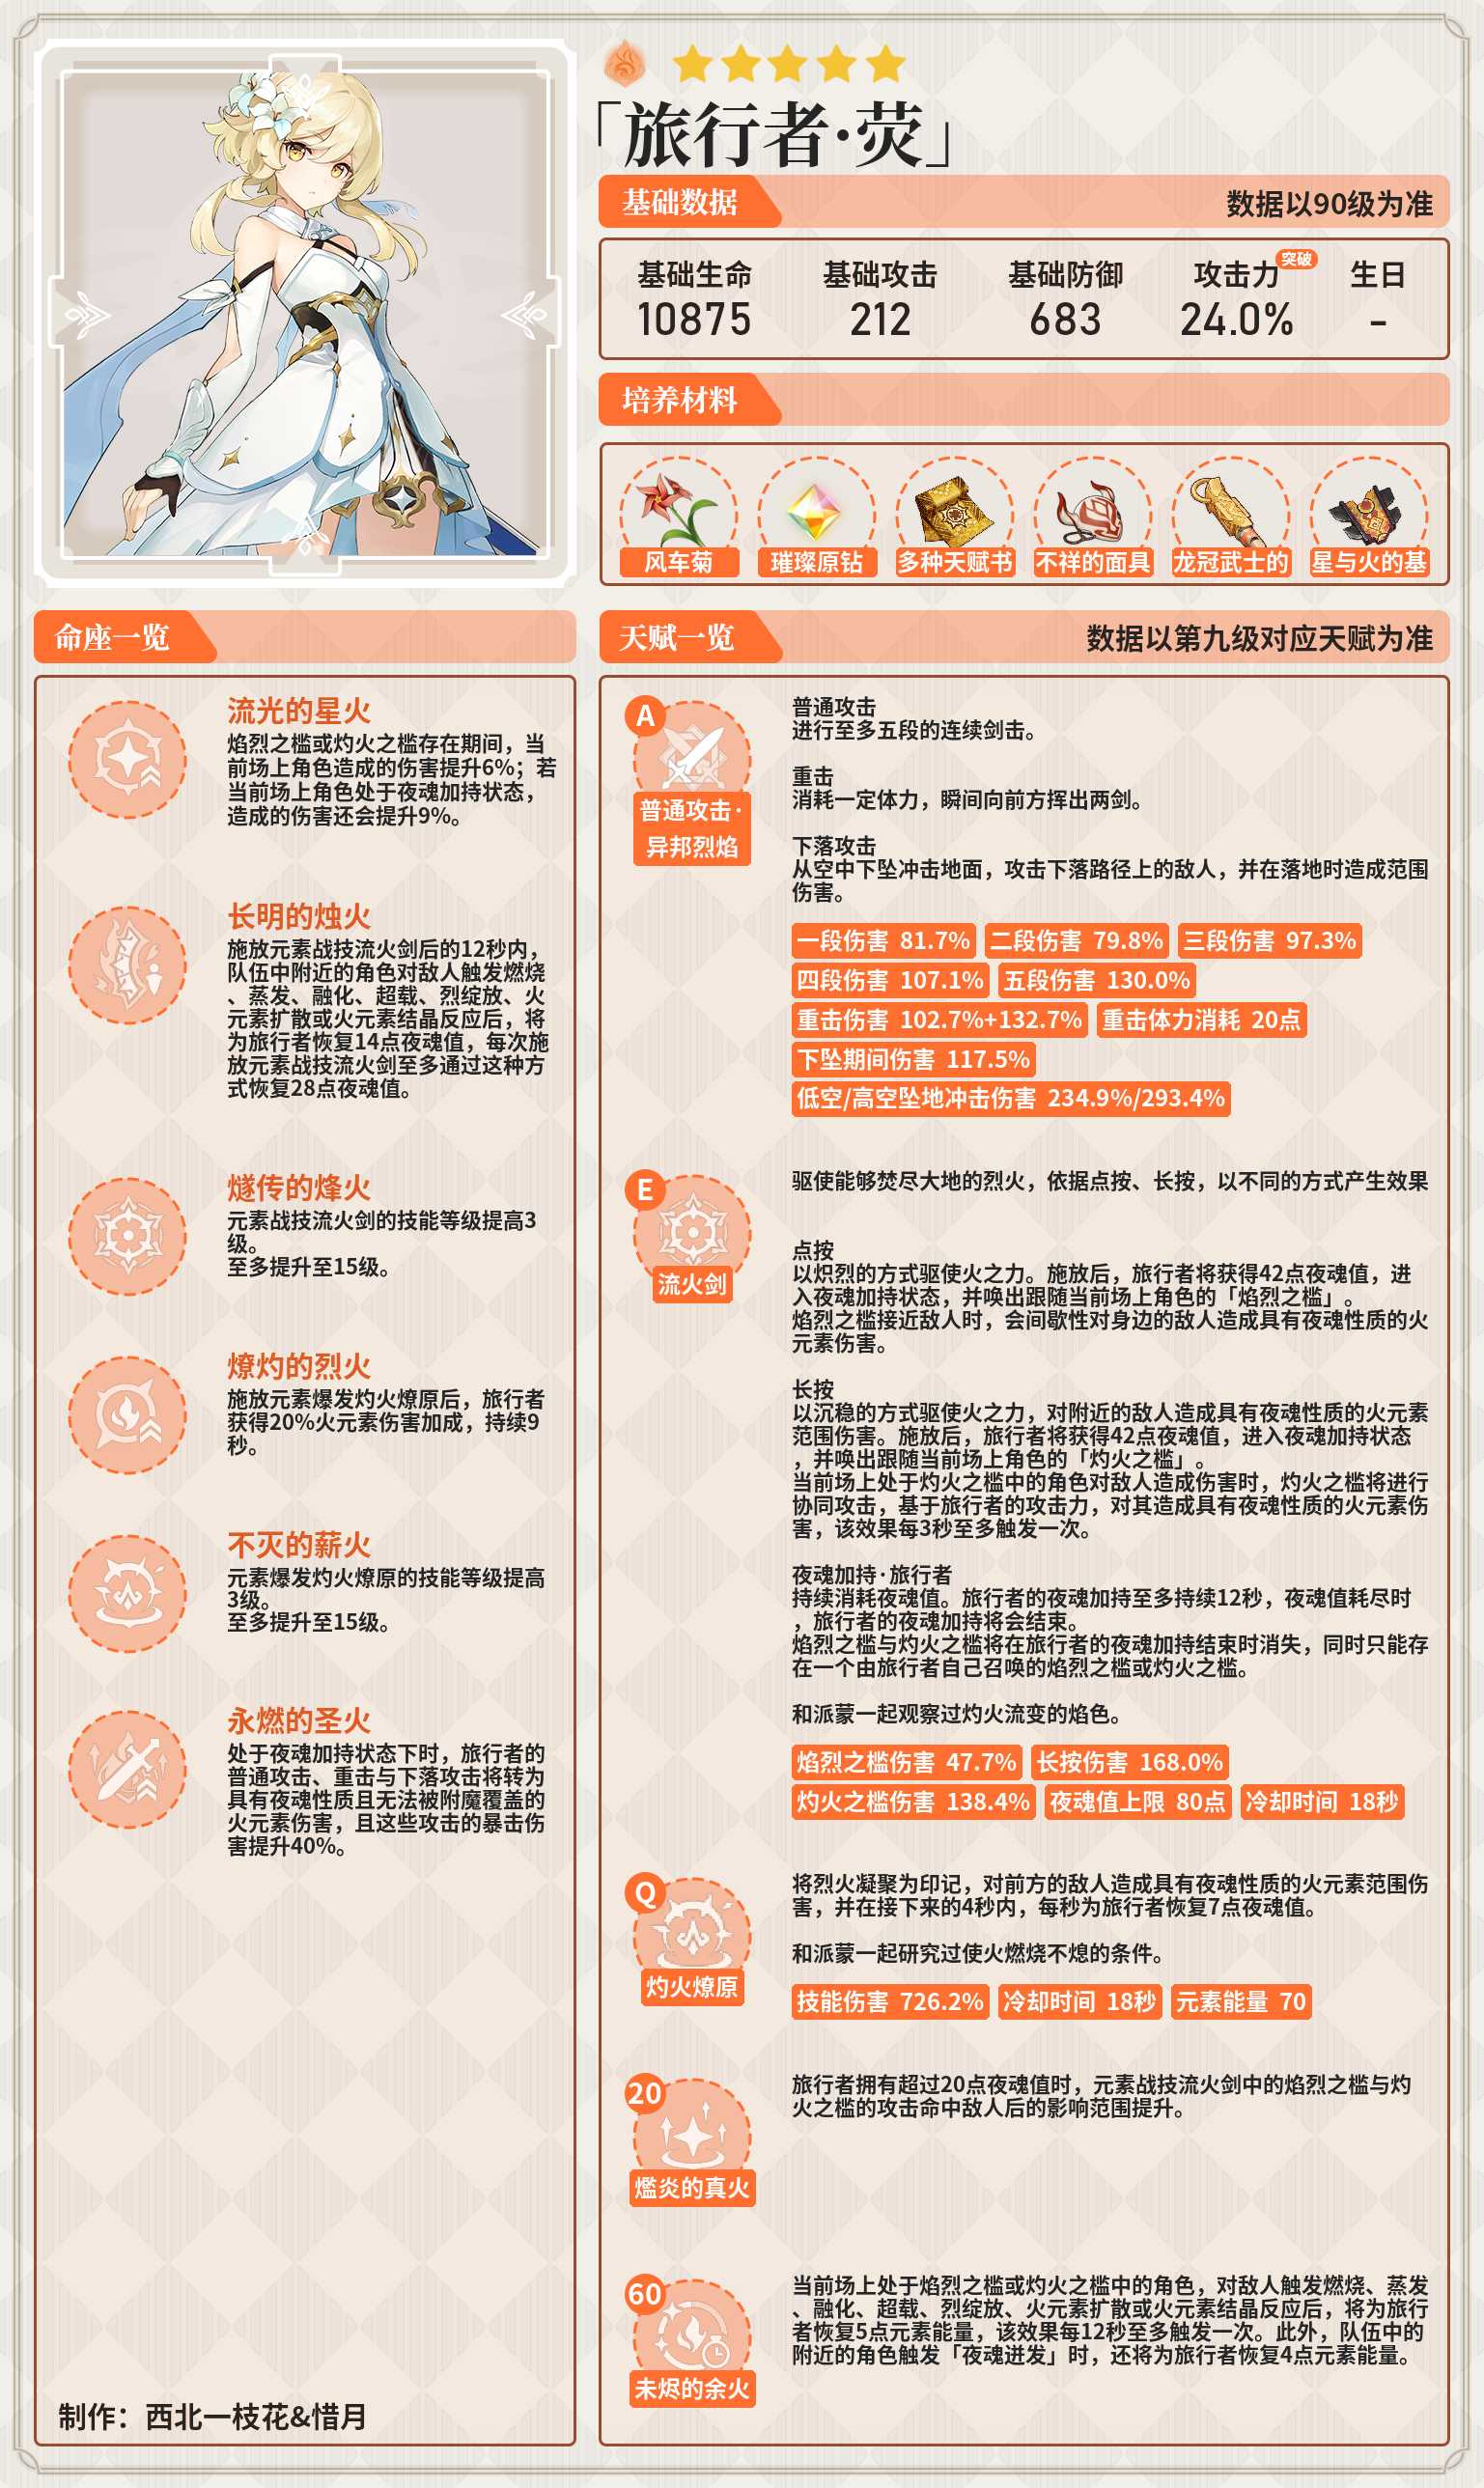 「旅行者·荧」
基础数据
数据以90级为准
基础生命
基础攻击
基础防御
攻击力
突破
生日
10875
212
683
24.0%
-
培养材料
风车菊
璀璨原钻
多种天赋书
不祥的面具
龙冠武士的
星与火的基
命座一览
流光的星火
焰烈之槛或灼火之槛存在期间，当
前场上角色造成的伤害提升6%；若
当前场上角色处于夜魂加持状态，
造成的伤害还会提升9%。
长明的烛火
施放元素战技流火剑后的12秒内，
队伍中附近的角色对敌人触发燃烧
、蒸发、融化、超载、烈绽放、火
元素扩散或火元素结晶反应后，将
为旅行者恢复14点夜魂值，每次施
放元素战技流火剑至多通过这种方
式恢复28点夜魂值。
燧传的烽火
元素战技流火剑的技能等级提高3
级。
至多提升至15级。
燎灼的烈火
施放元素爆发灼火燎原后，旅行者
获得20%火元素伤害加成，持续9
秒。
不灭的薪火
元素爆发灼火燎原的技能等级提高
3级。
至多提升至15级。
永燃的圣火
处于夜魂加持状态下时，旅行者的
普通攻击、重击与下落攻击将转为
具有夜魂性质且无法被附魔覆盖的
火元素伤害，且这些攻击的暴击伤
害提升40%。
制作：西北一枝花&惜月
天赋一览
数据以第九级对应天赋为准
A
普通攻击·
异邦烈焰
普通攻击
进行至多五段的连续剑击。
重击
消耗一定体力，瞬间向前方挥出两剑。
下落攻击
从空中下坠冲击地面，攻击下落路径上的敌人，并在落地时造成范围
伤害。
一段伤害 81.7%
二段伤害 79.8%
三段伤害 97.3%
四段伤害 107.1%
五段伤害 130.0%
重击伤害 102.7%+132.7%
重击体力消耗 20点
下坠期间伤害 117.5%
低空/高空坠地冲击伤害 234.9%/293.4%
E
流火剑
驱使能够焚尽大地的烈火，依据点按、长按，以不同的方式产生效果
点按
以炽烈的方式驱使火之力。施放后，旅行者将获得42点夜魂值，进
入夜魂加持状态，并唤出跟随当前场上角色的「焰烈之槛」。
焰烈之槛接近敌人时，会间歇性对身边的敌人造成具有夜魂性质的火
元素伤害。
长按
以沉稳的方式驱使火之力，对附近的敌人造成具有夜魂性质的火元素
范围伤害。施放后，旅行者将获得42点夜魂值，进入夜魂加持状态
，并唤出跟随当前场上角色的「灼火之槛」。
当前场上处于灼火之槛中的角色对敌人造成伤害时，灼火之槛将进行
协同攻击，基于旅行者的攻击力，对其造成具有夜魂性质的火元素伤
害，该效果每3秒至多触发一次。
夜魂加持·旅行者
持续消耗夜魂值。旅行者的夜魂加持至多持续12秒，夜魂值耗尽时
，旅行者的夜魂加持将会结束。
焰烈之槛与灼火之槛将在旅行者的夜魂加持结束时消失，同时只能存
在一个由旅行者自己召唤的焰烈之槛或灼火之槛。
和派蒙一起观察过灼火流变的焰色。
焰烈之槛伤害 47.7%
长按伤害 168.0%
灼火之槛伤害 138.4%
夜魂值上限 80点
冷却时间 18秒
Q
灼火燎原
将烈火凝聚为印记，对前方的敌人造成具有夜魂性质的火元素范围伤
害，并在接下来的4秒内，每秒为旅行者恢复7点夜魂值。
和派蒙一起研究过使火燃烧不熄的条件。
技能伤害 726.2%
冷却时间 18秒
元素能量 70
20
爁炎的真火
旅行者拥有超过20点夜魂值时，元素战技流火剑中的焰烈之槛与灼
火之槛的攻击命中敌人后的影响范围提升。
60
未烬的余火
当前场上处于焰烈之槛或灼火之槛中的角色，对敌人触发燃烧、蒸发
、融化、超载、烈绽放、火元素扩散或火元素结晶反应后，将为旅行
者恢复5点元素能量，该效果每12秒至多触发一次。此外，队伍中的
附近的角色触发「夜魂迸发」时，还将为旅行者恢复4点元素能量。